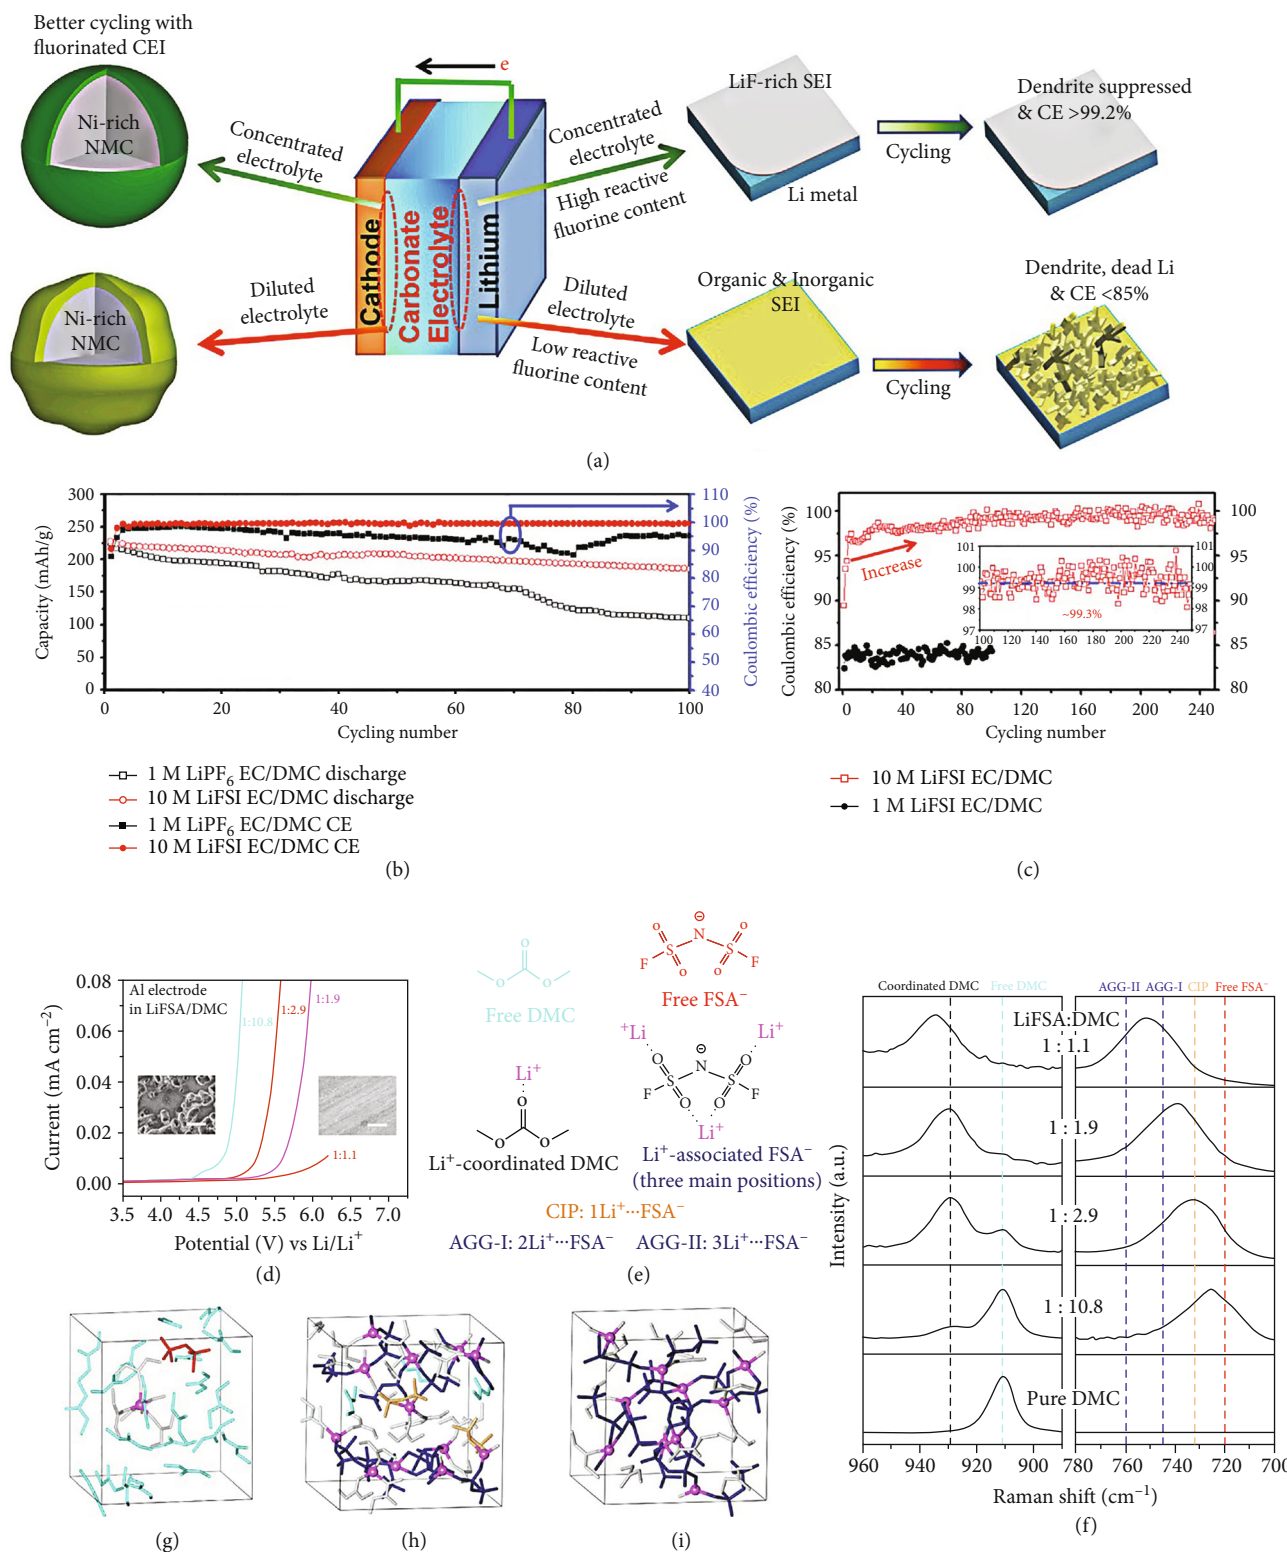 Better cycling with
fluorinated CEI
Ni-rich
NMC
Concentrated
electrolyte
e
Cathode
Carbonate
Electrolyte
Lithium
Concentrated
electrolyte
High reactive
fluorine content
LiF-rich SEI
Li metal
Cycling
Dendrite suppressed
& CE >99.2%
Ni-rich
NMC
Diluted
electrolyte
Diluted
electrolyte
Low reactive
fluorine content
Organic & Inorganic
SEI
Cycling
Dendrite, dead Li
& CE <85%
(a)
Capacity (mAh/g)
300
250
200
150
100
50
0
0 20 40 60 80 100
Cycling number
110
100
90
80
70
60
50
40
Coulombic efficiency (%)
1 M LiPF₆ EC/DMC discharge
10 M LiFSI EC/DMC discharge
1 M LiPF₆ EC/DMC CE
10 M LiFSI EC/DMC CE
(b)
Coulombic efficiency (%)
100
95
90
85
80
0 40 80 120 160 200 240
Cycling number
100
95
90
85
80
Coulombic efficiency (%)
Increase
101
100
99
98
97
100 120 140 160 180 200 220 240
101
100
99
98
97
~99.3%
10 M LiFSI EC/DMC
1 M LiFSI EC/DMC
(c)
Current (mA cm⁻²)
0.08
0.06
0.04
0.02
0.00
3.5 4.0 4.5 5.0 5.5 6.0 6.5 7.0
Potential (V) vs Li/Li⁺
Al electrode
in LiFSA/DMC
1:10.8
1:2.9
1:1.9
1:1.1
(d)
O
O O
Free DMC
⊖
O N O
S S
F O O F
Free FSA⁻
Li⁺
O
O O
Li⁺-coordinated DMC
⁺Li Li⁺
⊖
O N O
S S
F O O F
Li⁺
Li⁺-associated FSA⁻
(three main positions)
CIP: 1Li⁺···FSA⁻
AGG-I: 2Li⁺···FSA⁻ AGG-II: 3Li⁺···FSA⁻
(e)
Coordinated DMC Free DMC AGG-II AGG-I CIP Free FSA⁻
LiFSA:DMC
1 : 1.1
1 : 1.9
1 : 2.9
1 : 10.8
Pure DMC
Intensity (a.u.)
960 930 900 780 760 740 720 700
Raman shift (cm⁻¹)
(f)
(g) (h) (i)